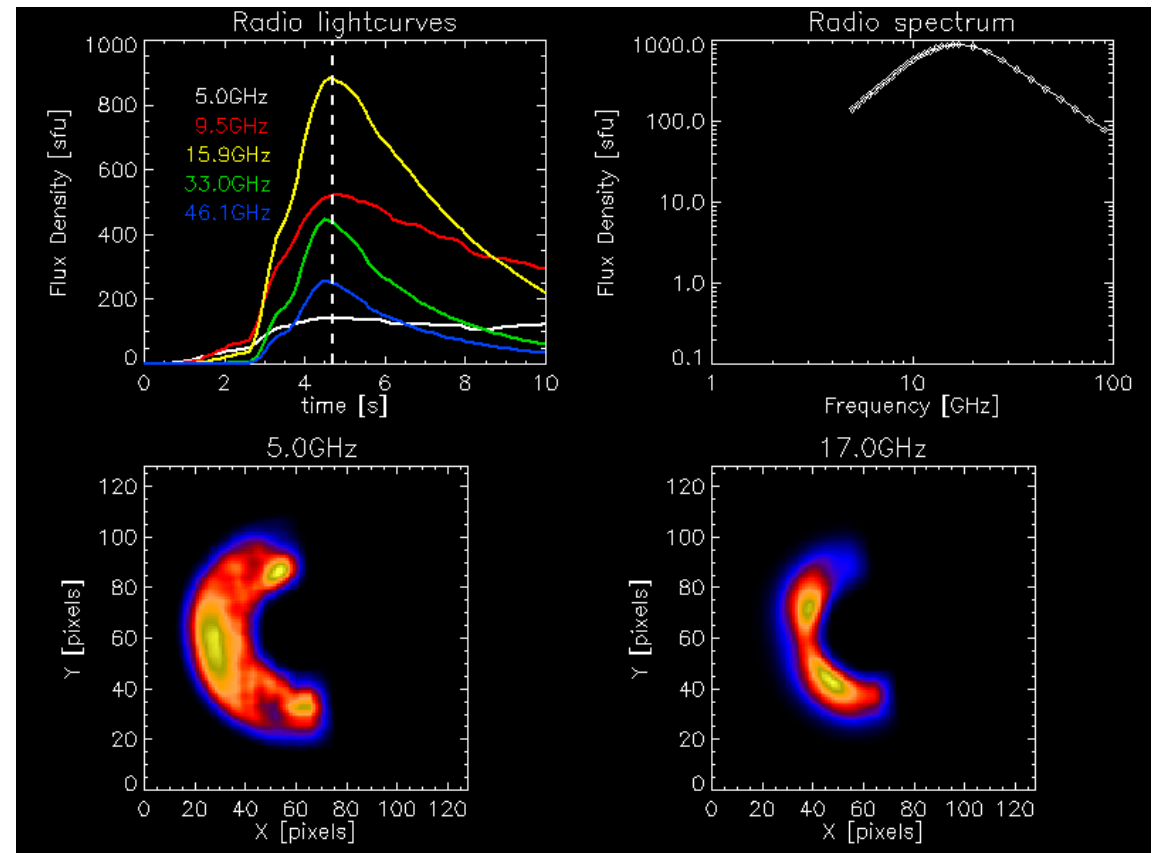 Radio lightcurves
1000
800
600
400
200
0
Flux Density [sfu]
5.0GHz
9.5GHz
15.9GHz
33.0GHz
46.1GHz
0 2 4 6 8 10
time [s]
Radio spectrum
1000.0
100.0
10.0
1.0
0.1
Flux Density [sfu]
1 10 100
Frequency [GHz]
5.0GHz
120
100
80
60
40
20
0
Y [pixels]
0 20 40 60 80 100 120
X [pixels]
17.0GHz
120
100
80
60
40
20
0
Y [pixels]
0 20 40 60 80 100 120
X [pixels]